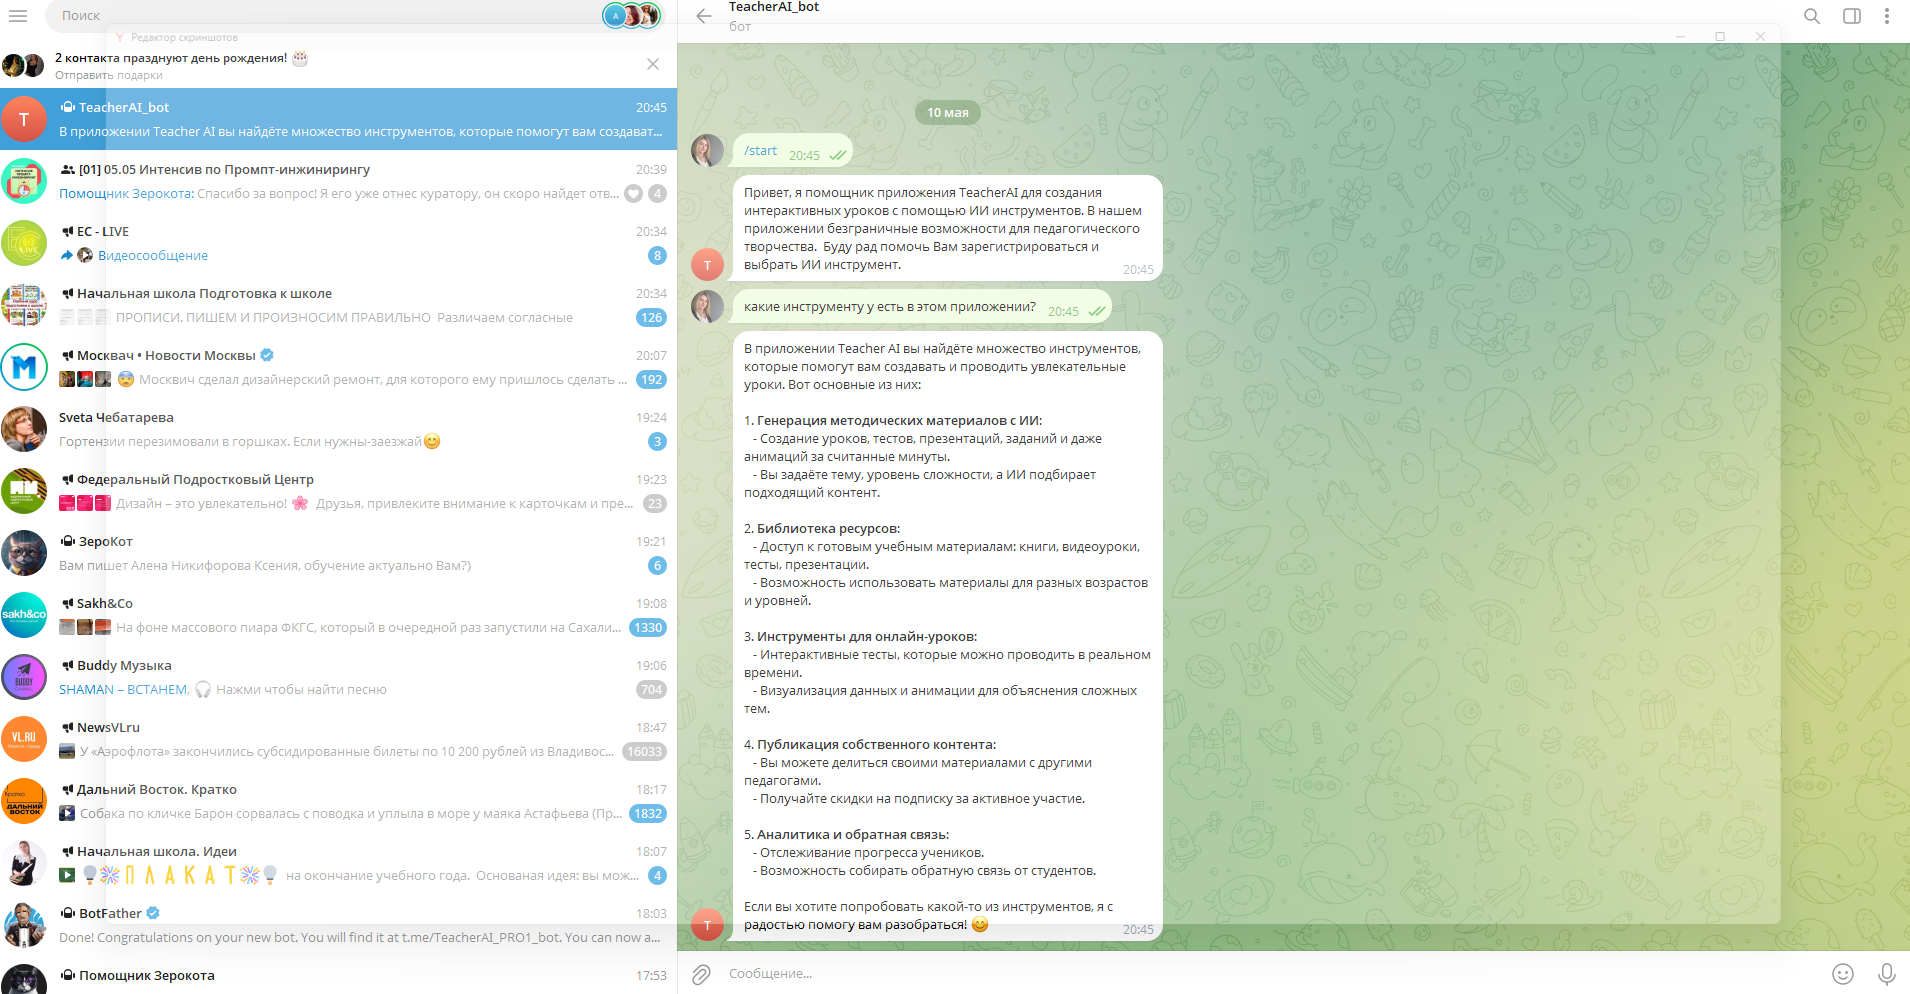 Поиск
A
Редактор скриншотов
2 контакта празднуют день рождения! 🎂
Отправить подарки
T
TeacherAI_bot 20:45
В приложении Teacher AI вы найдёте множество инструментов, которые помогут вам создават...
[01] 05.05 Интенсив по Промпт-инжинирингу 20:39
Помощник Зерокота: Спасибо за вопрос! Я его уже отнес куратору, он скоро найдет отв... 4
EC - LIVE 20:34
Видеосообщение 8
Начальная школа Подготовка к школе 20:34
ПРОПИСИ. ПИШЕМ И ПРОИЗНОСИМ ПРАВИЛЬНО Различаем согласные 126
Москвач • Новости Москвы 20:07
😨 Москвич сделал дизайнерский ремонт, для которого ему пришлось сделать ... 192
Sveta Чебатарева 19:24
Гортензии перезимовали в горшках. Если нужны-заезжай😊 3
Федеральный Подростковый Центр 19:23
Дизайн – это увлекательно! 🌸 Друзья, привлеките внимание к карточкам и пре... 23
ЗероКот 19:21
Вам пишет Алена Никифорова Ксения, обучение актуально Вам?) 6
sakh&co
Sakh&Co 19:08
На фоне массового пиара ФКГС, который в очередной раз запустили на Сахали... 1330
BUDDY
Buddy Музыка 19:06
SHAMAN – ВСТАНЕМ. 🎧 Нажми чтобы найти песню 704
VL.RU
NewsVLru 18:47
У «Аэрофлота» закончились субсидированные билеты по 10 200 рублей из Владивос... 16033
Кратко
ДАЛЬНИЙ
ВОСТОК
Дальний Восток. Кратко 18:17
Собака по кличке Барон сорвалась с поводка и уплыла в море у маяка Астафьева (Пр... 1832
Начальная школа. Идеи 18:07
💡🎆ПЛАКАТ🎆💡 на окончание учебного года. Основаная идея: вы мож... 4
BotFather 18:03
Done! Congratulations on your new bot. You will find it at t.me/TeacherAI_PRO1_bot. You can now a...
Помощник Зерокота 17:53
TeacherAI_bot
бот
10 мая
/start 20:45
Привет, я помощник приложения TeacherAI для создания
интерактивных уроков с помощью ИИ инструментов. В нашем
приложении безграничные возможности для педагогического
творчества. Буду рад помочь Вам зарегистрироваться и
выбрать ИИ инструмент. 20:45
T
какие инструменту у есть в этом приложении? 20:45
В приложении Teacher AI вы найдёте множество инструментов,
которые помогут вам создавать и проводить увлекательные
уроки. Вот основные из них:
1. Генерация методических материалов с ИИ:
- Создание уроков, тестов, презентаций, заданий и даже
анимаций за считанные минуты.
- Вы задаёте тему, уровень сложности, а ИИ подбирает
подходящий контент.
2. Библиотека ресурсов:
- Доступ к готовым учебным материалам: книги, видеоуроки,
тесты, презентации.
- Возможность использовать материалы для разных возрастов
и уровней.
3. Инструменты для онлайн-уроков:
- Интерактивные тесты, которые можно проводить в реальном
времени.
- Визуализация данных и анимации для объяснения сложных
тем.
4. Публикация собственного контента:
- Вы можете делиться своими материалами с другими
педагогами.
- Получайте скидки на подписку за активное участие.
5. Аналитика и обратная связь:
- Отслеживание прогресса учеников.
- Возможность собирать обратную связь от студентов.
Если вы хотите попробовать какой-то из инструментов, я с
радостью помогу вам разобраться! 😊 20:45
T
Сообщение...